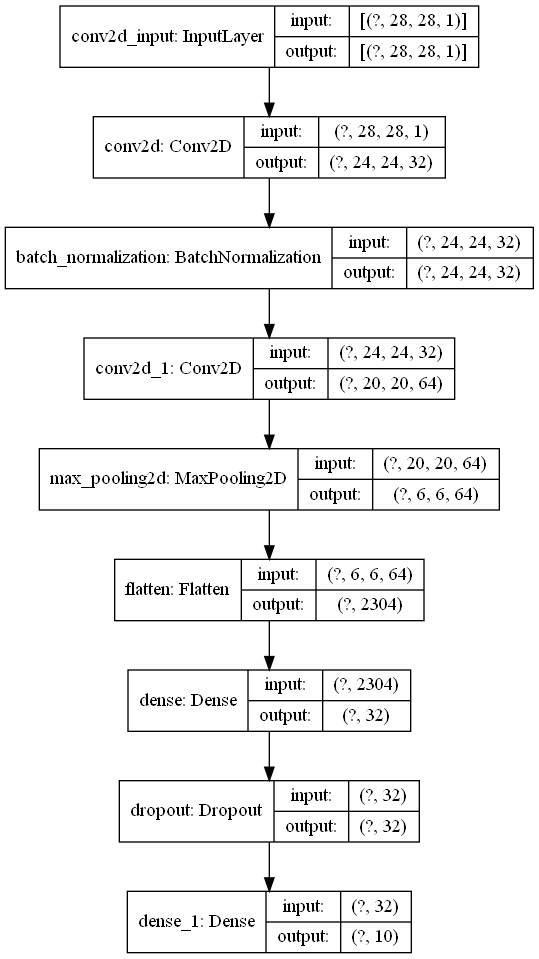 conv2d_input: InputLayer
input: [(?, 28, 28, 1)]
output: [(?, 28, 28, 1)]
conv2d: Conv2D
input: (?, 28, 28, 1)
output: (?, 24, 24, 32)
batch_normalization: BatchNormalization
input: (?, 24, 24, 32)
output: (?, 24, 24, 32)
conv2d_1: Conv2D
input: (?, 24, 24, 32)
output: (?, 20, 20, 64)
max_pooling2d: MaxPooling2D
input: (?, 20, 20, 64)
output: (?, 6, 6, 64)
flatten: Flatten
input: (?, 6, 6, 64)
output: (?, 2304)
dense: Dense
input: (?, 2304)
output: (?, 32)
dropout: Dropout
input: (?, 32)
output: (?, 32)
dense_1: Dense
input: (?, 32)
output: (?, 10)